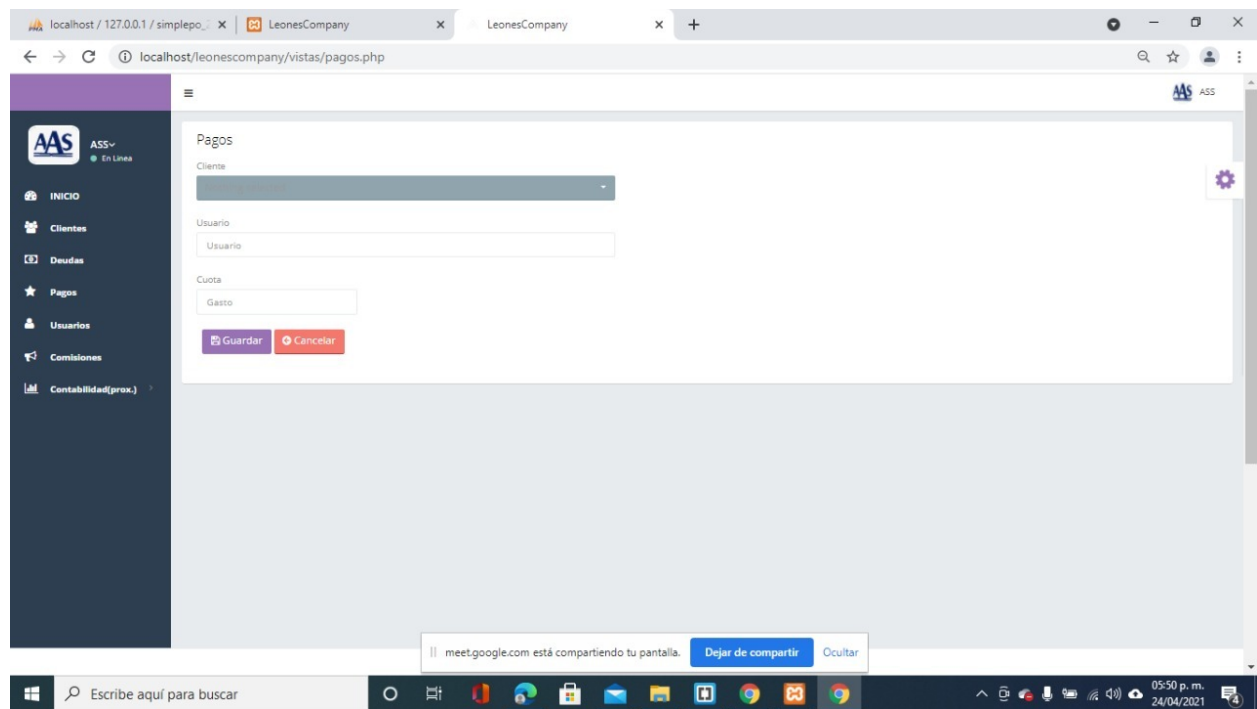 localhost / 127.0.0.1 / simplepo_
LeonesCompany
LeonesCompany
localhost/leonescompany/vistas/pagos.php
AAS ASS
AAS
ASS
En Linea
INICIO
Clientes
Deudas
Pagos
Usuarios
Comisiones
Contabilidad(prox.)
Pagos
Cliente
Usuario
Usuario
Cuota
Gasto
Guardar
Cancelar
meet.google.com está compartiendo tu pantalla.
Dejar de compartir
Ocultar
Escribe aquí para buscar
05:50 p. m.
24/04/2021
4